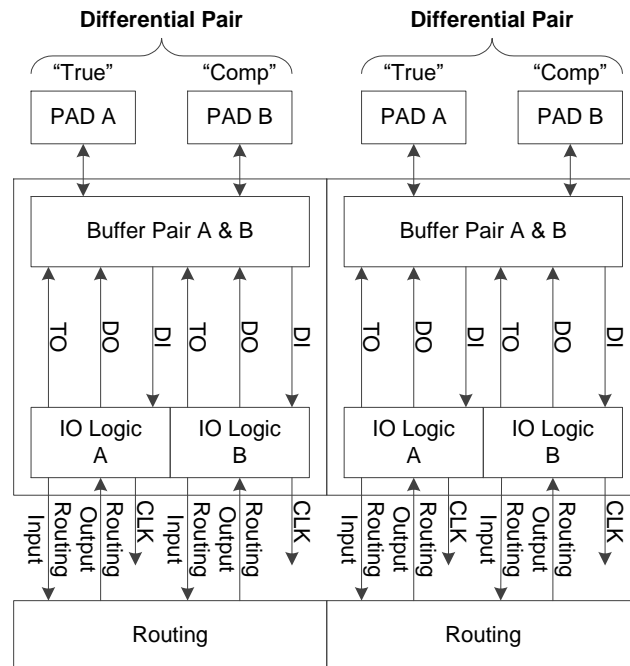 Differential Pair Differential Pair
“True” “Comp” “True” “Comp”
PAD A PAD B PAD A PAD B
Buffer Pair A & B Buffer Pair A & B
TO DO DI TO DO DI TO DO DI TO DO DI
IO Logic A
IO Logic B
IO Logic A
IO Logic B
Routing Input
Routing Output
CLK
Routing Input
Routing Output
CLK
Routing Input
Routing Output
CLK
Routing Input
Routing Output
CLK
Routing Routing